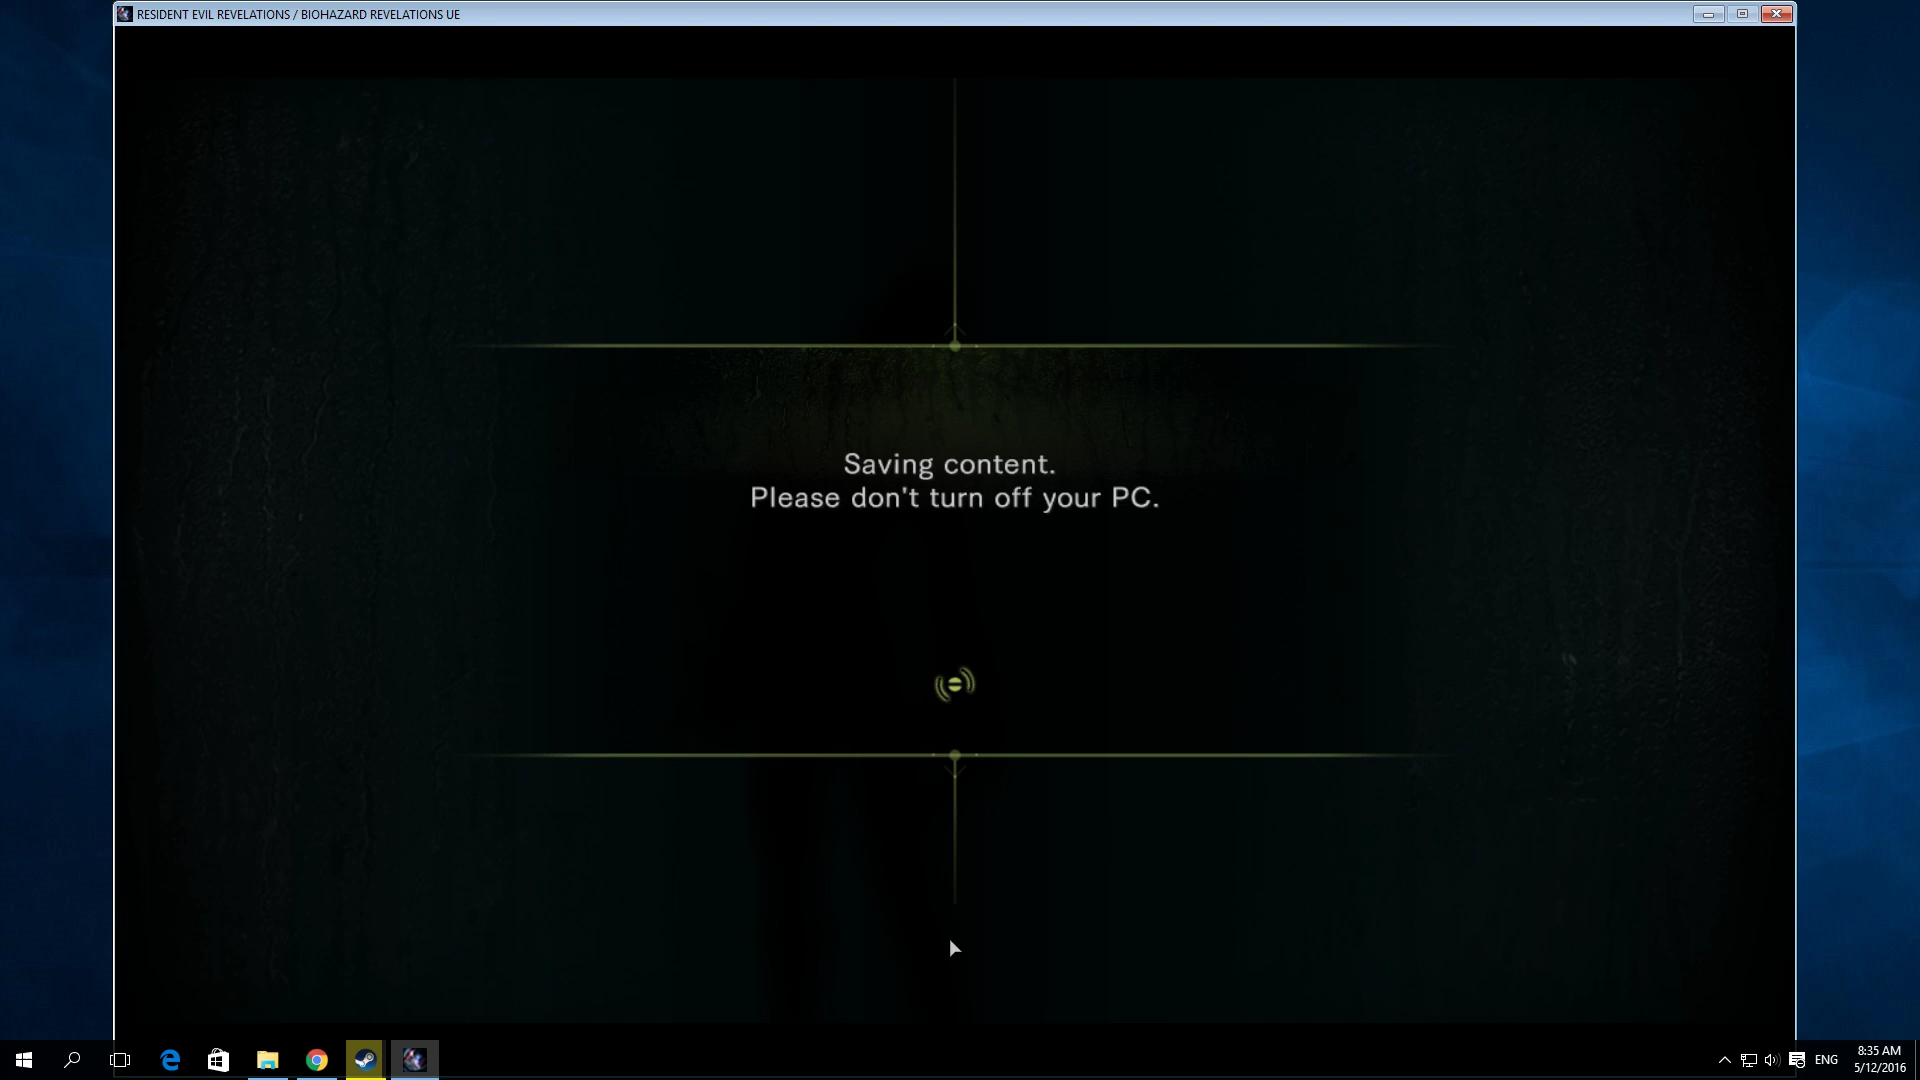 RESIDENT EVIL REVELATIONS / BIOHAZARD REVELATIONS UE
Saving content.
Please don't turn off your PC.
ENG
8:35 AM
5/12/2016